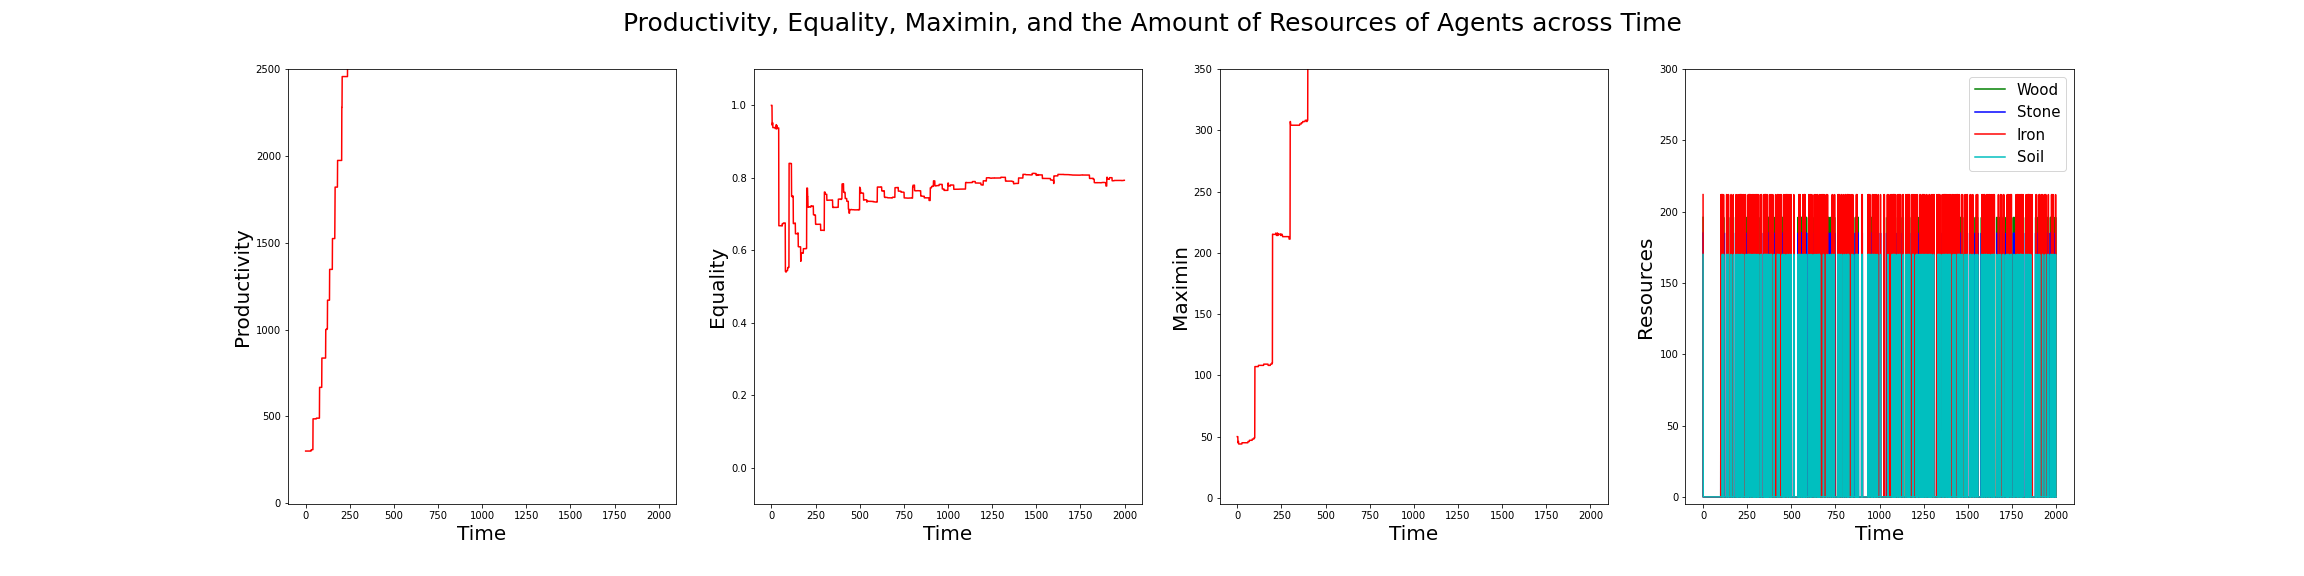 Productivity, Equality, Maximin, and the Amount of Resources of Agents across Time
Productivity
2500
2000
1500
1000
500
0
0 250 500 750 1000 1250 1500 1750 2000
Time
Equality
1.0
0.8
0.6
0.4
0.2
0.0
0 250 500 750 1000 1250 1500 1750 2000
Time
Maximin
350
300
250
200
150
100
50
0
0 250 500 750 1000 1250 1500 1750 2000
Time
Resources
300
250
200
150
100
50
0
Wood
Stone
Iron
Soil
0 250 500 750 1000 1250 1500 1750 2000
Time